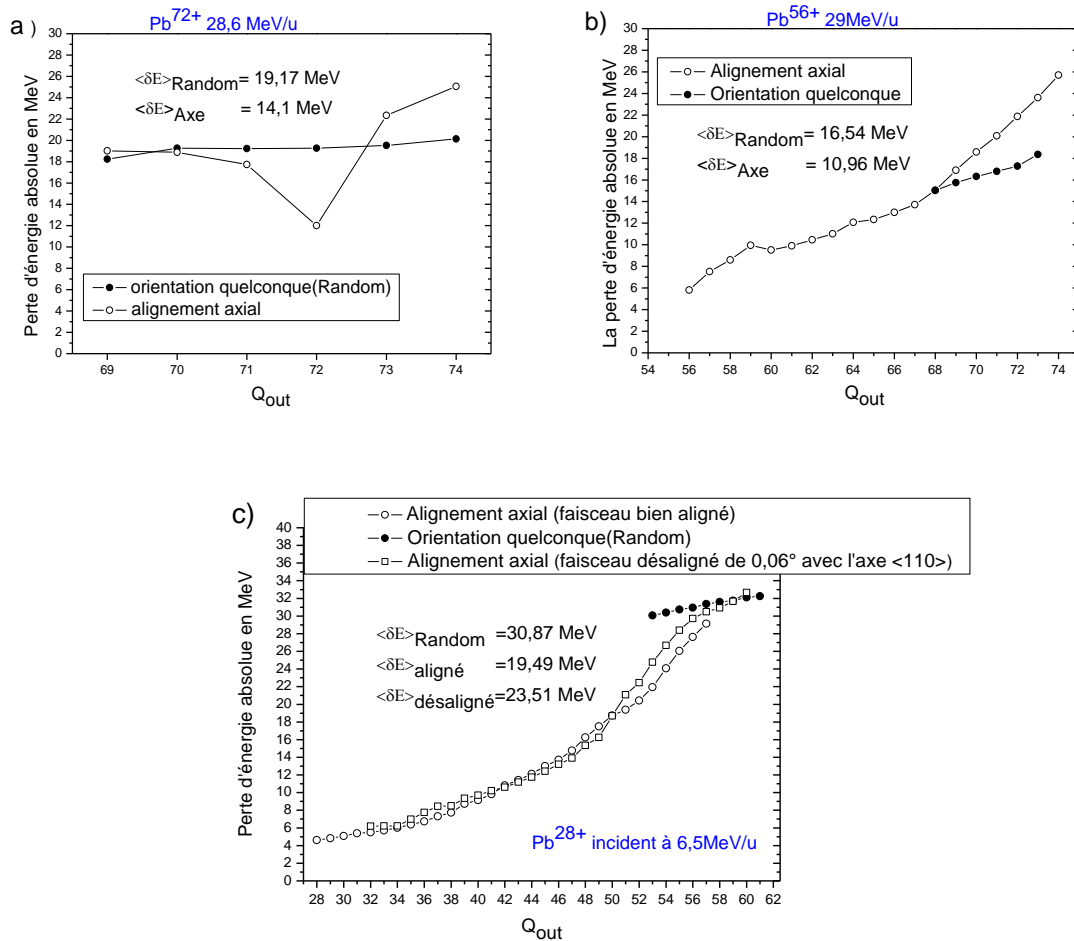 a )
Pb72+ 28,6 MeV/u
Perte d'énergie absolue en MeV
30
28
26
24
22
20
18
16
14
12
10
8
6
4
2
0
<δE>Random= 19,17 MeV
<δE>Axe = 14,1 MeV
orientation quelconque(Random)
alignement axial
69 70 71 72 73 74
Qout
b)
Pb56+ 29MeV/u
La perte d'énergie absolue en MeV
30
28
26
24
22
20
18
16
14
12
10
8
6
4
2
0
Alignement axial
Orientation quelconque
<δE>Random= 16,54 MeV
<δE>Axe = 10,96 MeV
54 56 58 60 62 64 66 68 70 72 74
Qout
c)
Alignement axial (faisceau bien aligné)
Orientation quelconque(Random)
Alignement axial (faisceau désaligné de 0,06° avec l'axe <110>)
Perte d'énergie absolue en MeV
40
38
36
34
32
30
28
26
24
22
20
18
16
14
12
10
8
6
4
2
0
<δE>Random =30,87 MeV
<δE>aligné =19,49 MeV
<δE>désaligné=23,51 MeV
Pb28+ incident à 6,5MeV/u
28 30 32 34 36 38 40 42 44 46 48 50 52 54 56 58 60 62
Qout